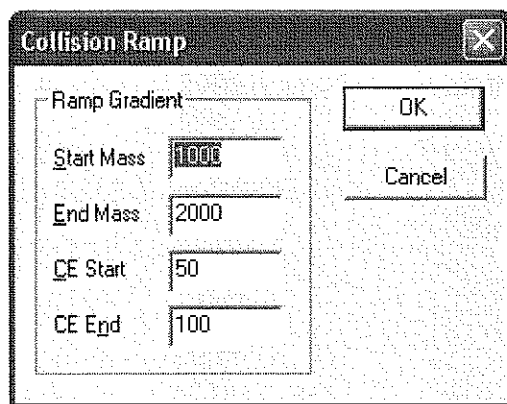 Collision Ramp
Ramp Gradient
Start Mass 1000
End Mass 2000
CE Start 50
CE End 100
OK
Cancel